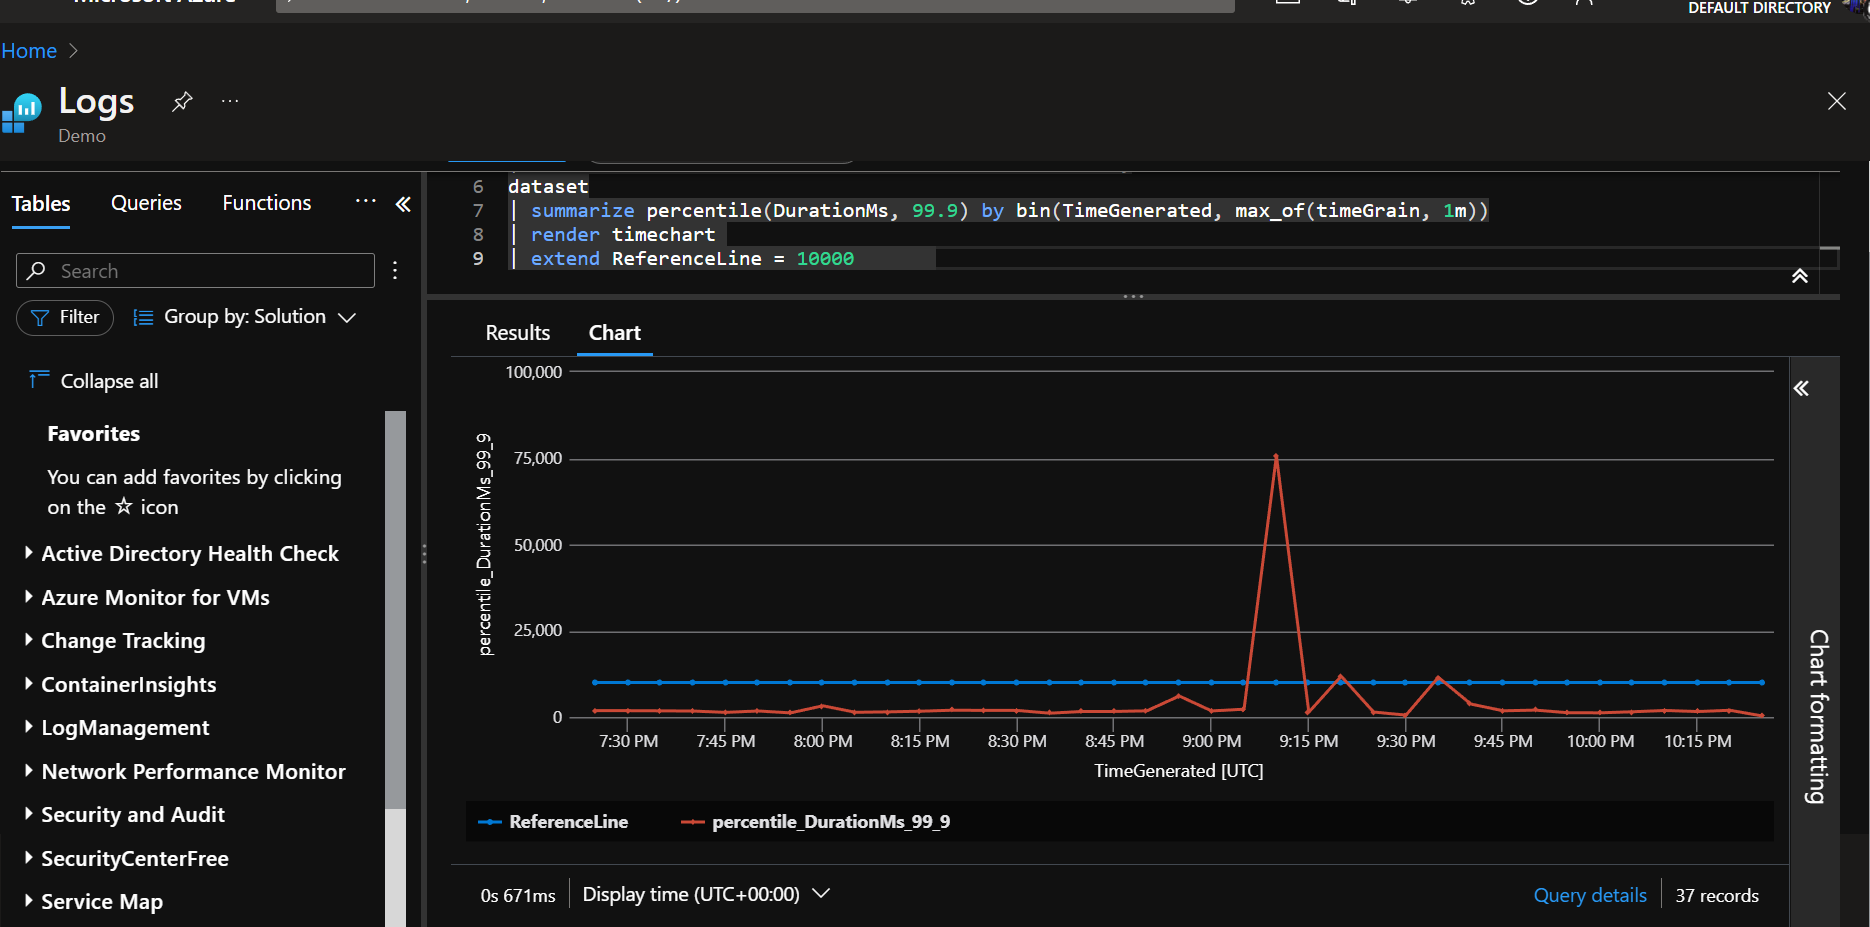 Microsoft Azure
DEFAULT DIRECTORY
Home
Logs
Demo
Tables Queries Functions
Search
Filter Group by: Solution
Collapse all
Favorites
You can add favorites by clicking
on the ☆ icon
Active Directory Health Check
Azure Monitor for VMs
Change Tracking
ContainerInsights
LogManagement
Network Performance Monitor
Security and Audit
SecurityCenterFree
Service Map
6 dataset
7 | summarize percentile(DurationMs, 99.9) by bin(TimeGenerated, max_of(timeGrain, 1m))
8 | render timechart
9 | extend ReferenceLine = 10000
Results Chart
percentile_DurationMs_99_9
100,000
75,000
50,000
25,000
0
7:30 PM 7:45 PM 8:00 PM 8:15 PM 8:30 PM 8:45 PM 9:00 PM 9:15 PM 9:30 PM 9:45 PM 10:00 PM 10:15 PM
TimeGenerated [UTC]
ReferenceLine percentile_DurationMs_99_9
Chart formatting
0s 671ms Display time (UTC+00:00) Query details 37 records